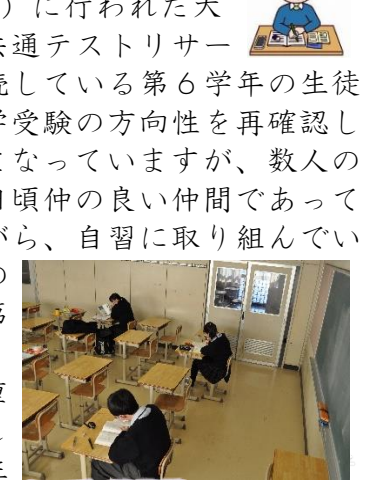 ）に行われた大
共通テストリサー
続している第６学年の生徒
学受験の方向性を再確認し
となっていますが、数人の
日頃仲の良い仲間であって
がら、自習に取り組んでい
の